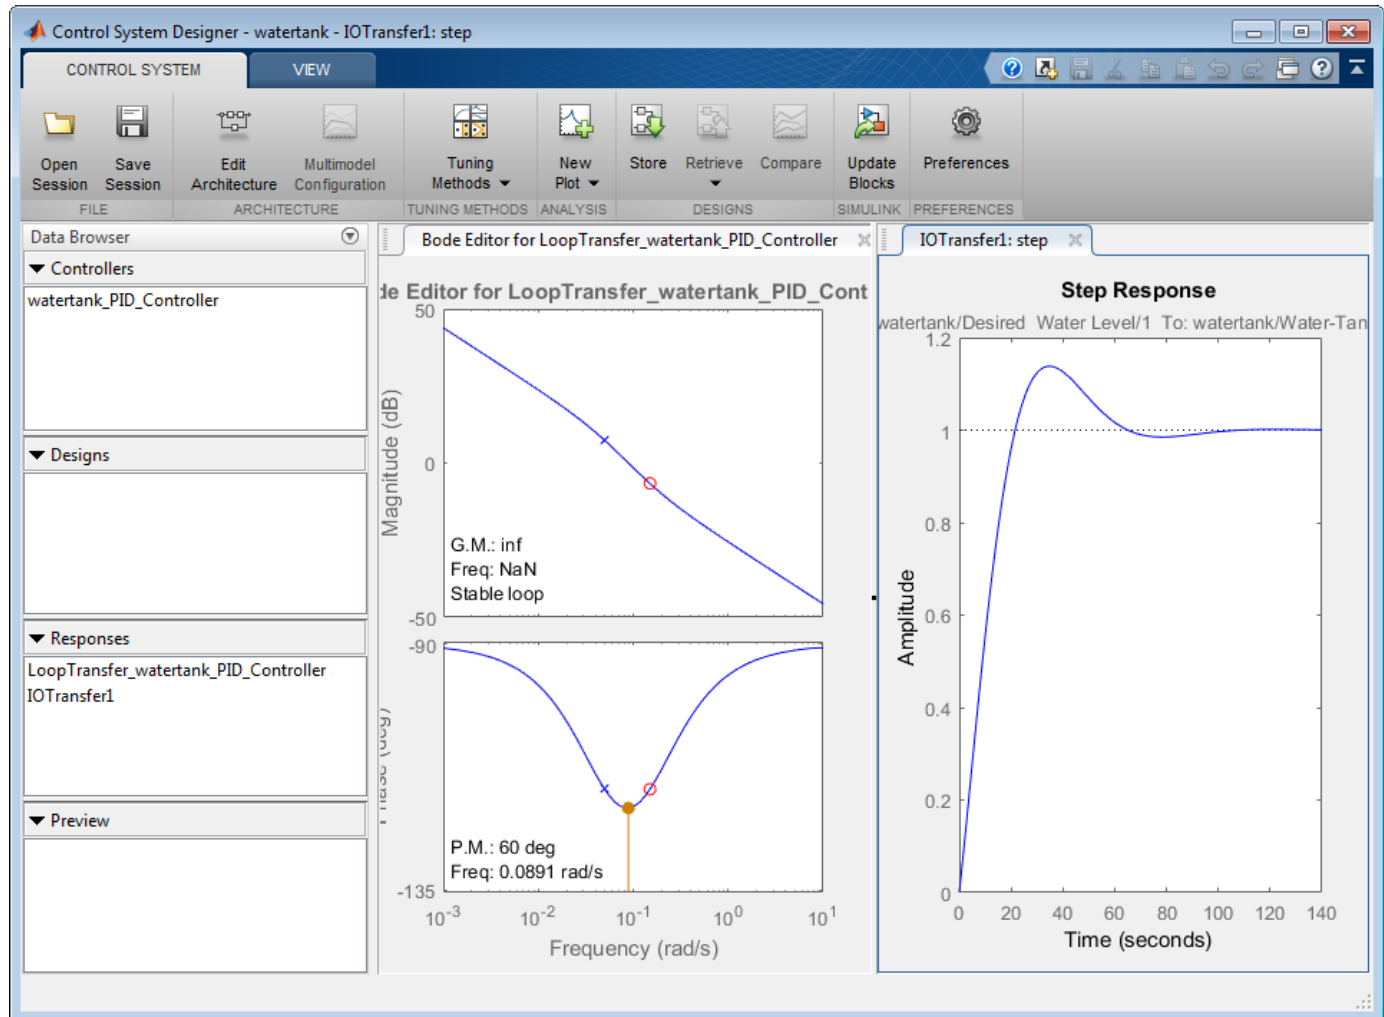 Control System Designer - watertank - IOTransfer1: step
CONTROL SYSTEM
VIEW
Open
Session
Save
Session
Edit
Architecture
Multimodel
Configuration
Tuning
Methods
New
Plot
Store
Retrieve
Compare
Update
Blocks
Preferences
FILE
ARCHITECTURE
TUNING METHODS
ANALYSIS
DESIGNS
SIMULINK
PREFERENCES
Data Browser
Controllers
watertank_PID_Controller
Designs
Responses
LoopTransfer_watertank_PID_Controller
IOTransfer1
Preview
Bode Editor for LoopTransfer_watertank_PID_Controller
de Editor for LoopTransfer_watertank_PID_Cont
50
0
-50
Magnitude (dB)
G.M.: inf
Freq: NaN
Stable loop
-90
-135
Phase (deg)
P.M.: 60 deg
Freq: 0.0891 rad/s
10^-3
10^-2
10^-1
10^0
10^1
Frequency (rad/s)
IOTransfer1: step
Step Response
watertank/Desired Water Level/1 To: watertank/Water-Tan
1.2
1
0.8
0.6
0.4
0.2
0
Amplitude
0
20
40
60
80
100
120
140
Time (seconds)